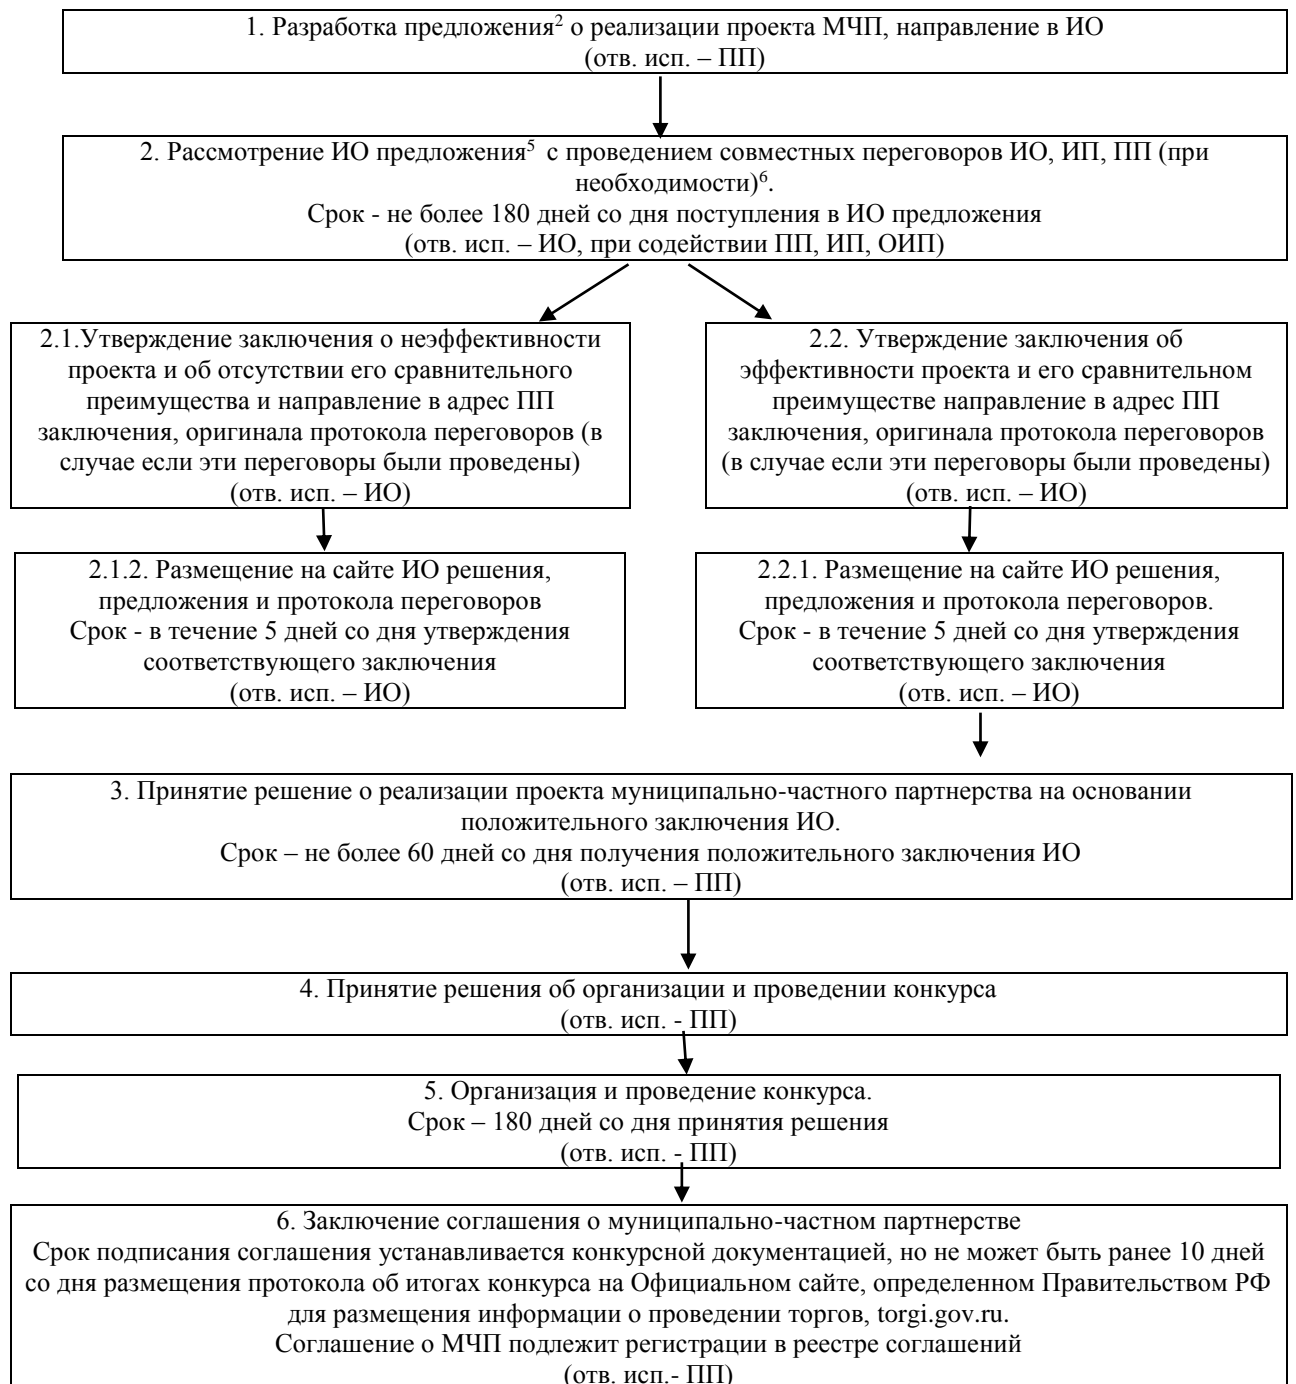 1. Разработка предложения² о реализации проекта МЧП, направление в ИО
(отв. исп. – ПП)
2. Рассмотрение ИО предложения⁵ с проведением совместных переговоров ИО, ИП, ПП (при
необходимости)⁶.
Срок - не более 180 дней со дня поступления в ИО предложения
(отв. исп. – ИО, при содействии ПП, ИП, ОИП)
2.1.Утверждение заключения о неэффективности
проекта и об отсутствии его сравнительного
преимущества и направление в адрес ПП
заключения, оригинала протокола переговоров (в
случае если эти переговоры были проведены)
(отв. исп. – ИО)
2.2. Утверждение заключения об
эффективности проекта и его сравнительном
преимуществе направление в адрес ПП
заключения, оригинала протокола переговоров
(в случае если эти переговоры были проведены)
(отв. исп. – ИО)
2.1.2. Размещение на сайте ИО решения,
предложения и протокола переговоров
Срок - в течение 5 дней со дня утверждения
соответствующего заключения
(отв. исп. – ИО)
2.2.1. Размещение на сайте ИО решения,
предложения и протокола переговоров.
Срок - в течение 5 дней со дня утверждения
соответствующего заключения
(отв. исп. – ИО)
3. Принятие решение о реализации проекта муниципально-частного партнерства на основании
положительного заключения ИО.
Срок – не более 60 дней со дня получения положительного заключения ИО
(отв. исп. – ПП)
4. Принятие решения об организации и проведении конкурса
(отв. исп. - ПП)
5. Организация и проведение конкурса.
Срок – 180 дней со дня принятия решения
(отв. исп. - ПП)
6. Заключение соглашения о муниципально-частном партнерстве
Срок подписания соглашения устанавливается конкурсной документацией, но не может быть ранее 10 дней
со дня размещения протокола об итогах конкурса на Официальном сайте, определенном Правительством РФ
для размещения информации о проведении торгов, torgi.gov.ru.
Соглашение о МЧП подлежит регистрации в реестре соглашений
(отв. исп.- ПП)